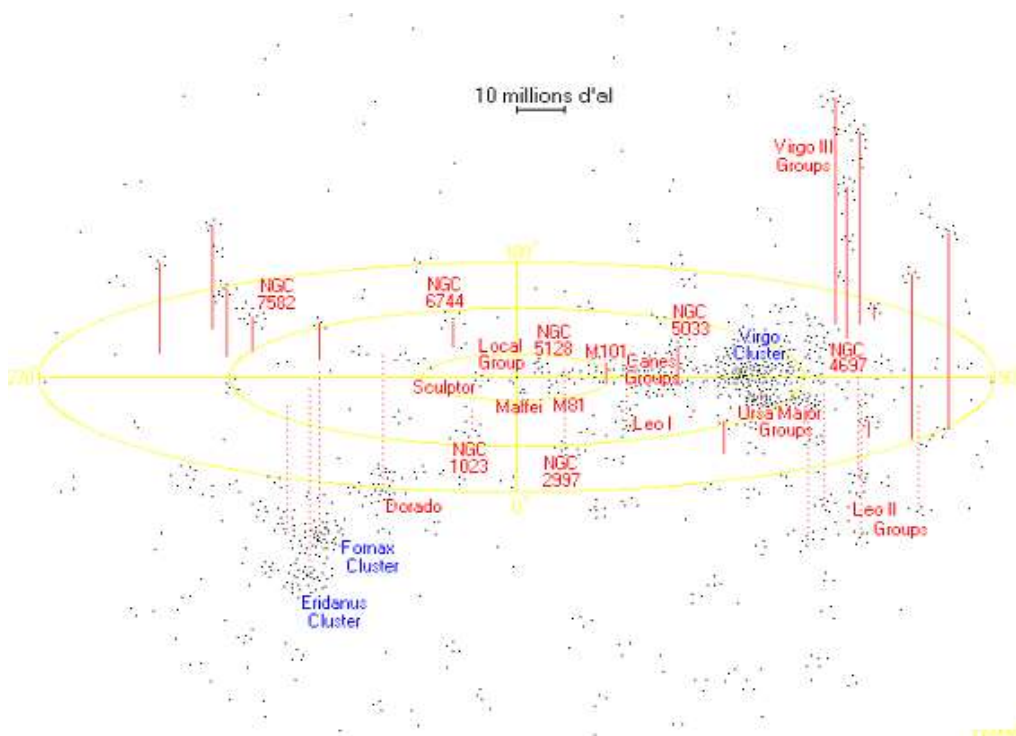 10 millions d'al
Virgo III
Groups
180°
NGC
7582
NGC
6744
NGC
5033
NGC
5128
Virgo
Cluster
Local
Group
M101
Canes
Groups
NGC
4697
Sculptor
Maffei
M81
Leo I
Ursa Major
Groups
NGC
1023
NGC
2997
0°
Dorado
Leo II
Groups
Fornax
Cluster
Eridanus
Cluster